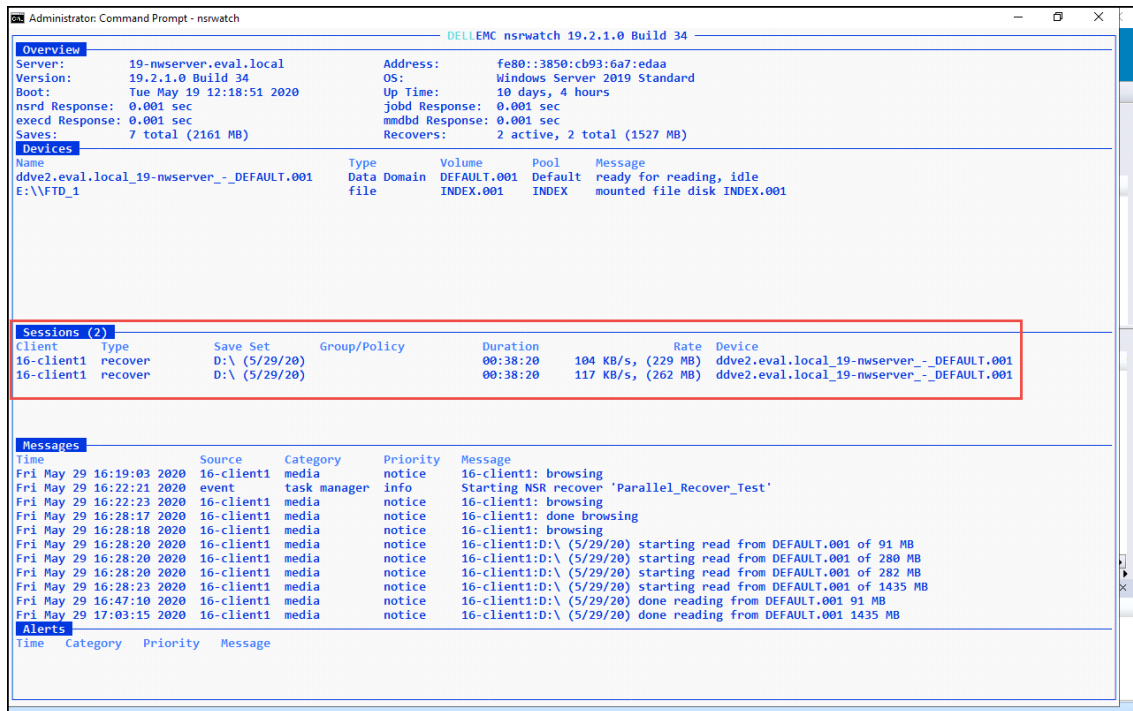 Administrator: Command Prompt - nsrwatch
DELLEMC nsrwatch 19.2.1.0 Build 34
Overview
Server: 19-nwserver.eval.local Address: fe80::3850:cb93:6a7:edaa
Version: 19.2.1.0 Build 34 OS: Windows Server 2019 Standard
Boot: Tue May 19 12:18:51 2020 Up Time: 10 days, 4 hours
nsrd Response: 0.001 sec jobd Response: 0.001 sec
execd Response: 0.001 sec mmdbd Response: 0.001 sec
Saves: 7 total (2161 MB) Recovers: 2 active, 2 total (1527 MB)
Devices
Name Type Volume Pool Message
ddve2.eval.local_19-nwserver_-_DEFAULT.001 Data Domain DEFAULT.001 Default ready for reading, idle
E:\\FTD_1 file INDEX.001 INDEX mounted file disk INDEX.001
Sessions (2)
Client Type Save Set Group/Policy Duration Rate Device
16-client1 recover D:\ (5/29/20) 00:38:20 104 KB/s, (229 MB) ddve2.eval.local_19-nwserver_-_DEFAULT.001
16-client1 recover D:\ (5/29/20) 00:38:20 117 KB/s, (262 MB) ddve2.eval.local_19-nwserver_-_DEFAULT.001
Messages
Time Source Category Priority Message
Fri May 29 16:19:03 2020 16-client1 media notice 16-client1: browsing
Fri May 29 16:22:21 2020 event task manager info Starting NSR recover 'Parallel_Recover_Test'
Fri May 29 16:22:23 2020 16-client1 media notice 16-client1: browsing
Fri May 29 16:28:17 2020 16-client1 media notice 16-client1: done browsing
Fri May 29 16:28:18 2020 16-client1 media notice 16-client1: browsing
Fri May 29 16:28:20 2020 16-client1 media notice 16-client1:D:\ (5/29/20) starting read from DEFAULT.001 of 91 MB
Fri May 29 16:28:20 2020 16-client1 media notice 16-client1:D:\ (5/29/20) starting read from DEFAULT.001 of 280 MB
Fri May 29 16:28:20 2020 16-client1 media notice 16-client1:D:\ (5/29/20) starting read from DEFAULT.001 of 282 MB
Fri May 29 16:28:23 2020 16-client1 media notice 16-client1:D:\ (5/29/20) starting read from DEFAULT.001 of 1435 MB
Fri May 29 16:47:10 2020 16-client1 media notice 16-client1:D:\ (5/29/20) done reading from DEFAULT.001 91 MB
Fri May 29 17:03:15 2020 16-client1 media notice 16-client1:D:\ (5/29/20) done reading from DEFAULT.001 1435 MB
Alerts
Time Category Priority Message